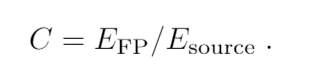 C = E_FP/E_source .